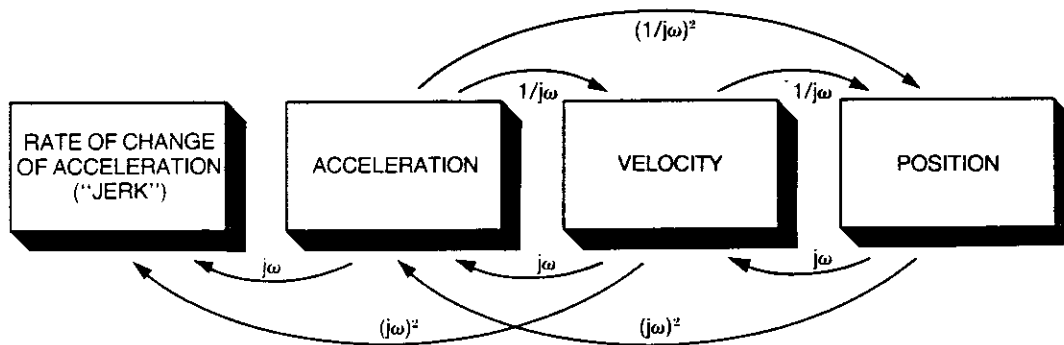 (1/jω)²
1/jω
1/jω
RATE OF CHANGE
OF ACCELERATION
("JERK")
ACCELERATION
VELOCITY
POSITION
jω
jω
jω
(jω)²
(jω)²